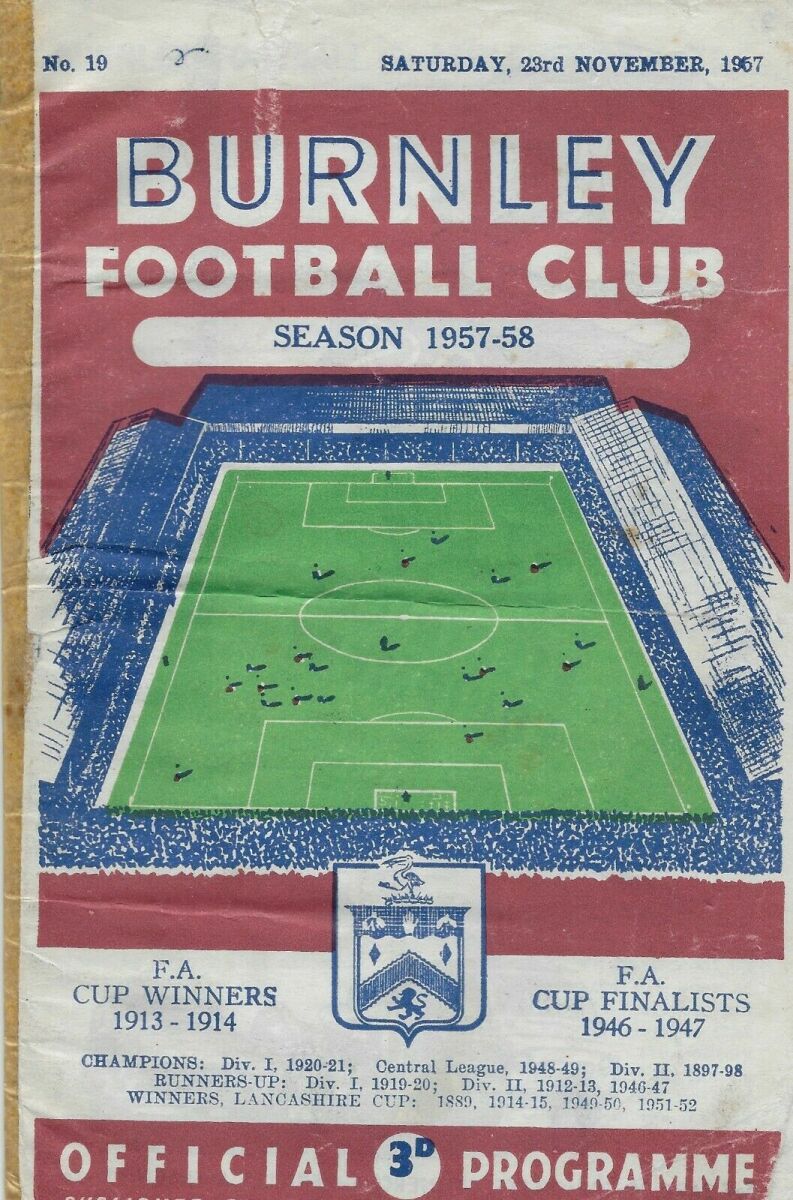 No. 19
SATURDAY, 23rd NOVEMBER, 1957
BURNLEY
FOOTBALL CLUB
SEASON 1957-58
F.A.
CUP WINNERS
1913 - 1914
F.A.
CUP FINALISTS
1946 - 1947
CHAMPIONS: Div. I, 1920-21; Central League, 1948-49; Div. II, 1897-98
RUNNERS-UP: Div. I, 1919-20; Div. II, 1912-13, 1946-47
WINNERS, LANCASHIRE CUP: 1889, 1914-15, 1949-50, 1951-52
OFFICIAL 3D PROGRAMME